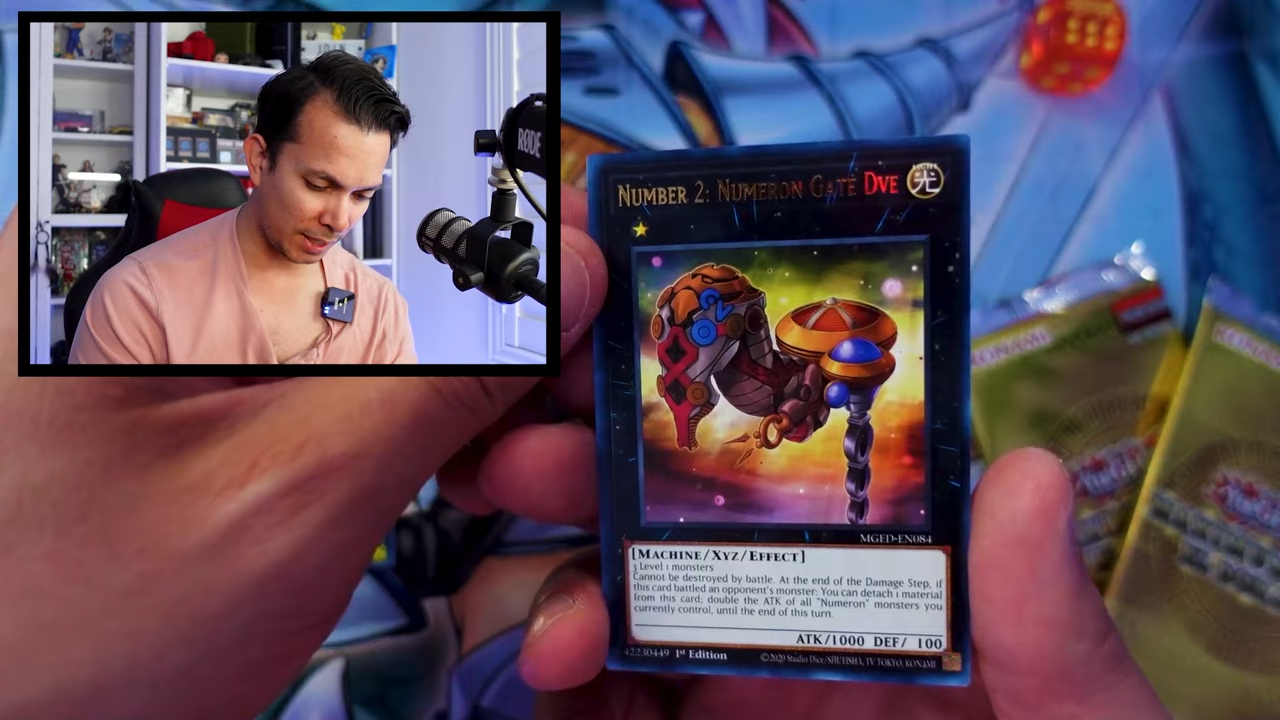 RØDE
NUMBER 2: NUMERON GATE DVE
光
MGED-EN084
[MACHINE/XYZ/EFFECT]
3 Level 1 monsters
Cannot be destroyed by battle. At the end of the Damage Step, if
this card battled an opponent's monster: You can detach 1 material
from this card; double the ATK of all "Numeron" monsters you
currently control, until the end of this turn.
ATK/1000 DEF/ 100
42230449 1st Edition
©2020 Studio Dice/SHUEISHA, TV TOKYO, KONAMI
KONAMI
KONAMI